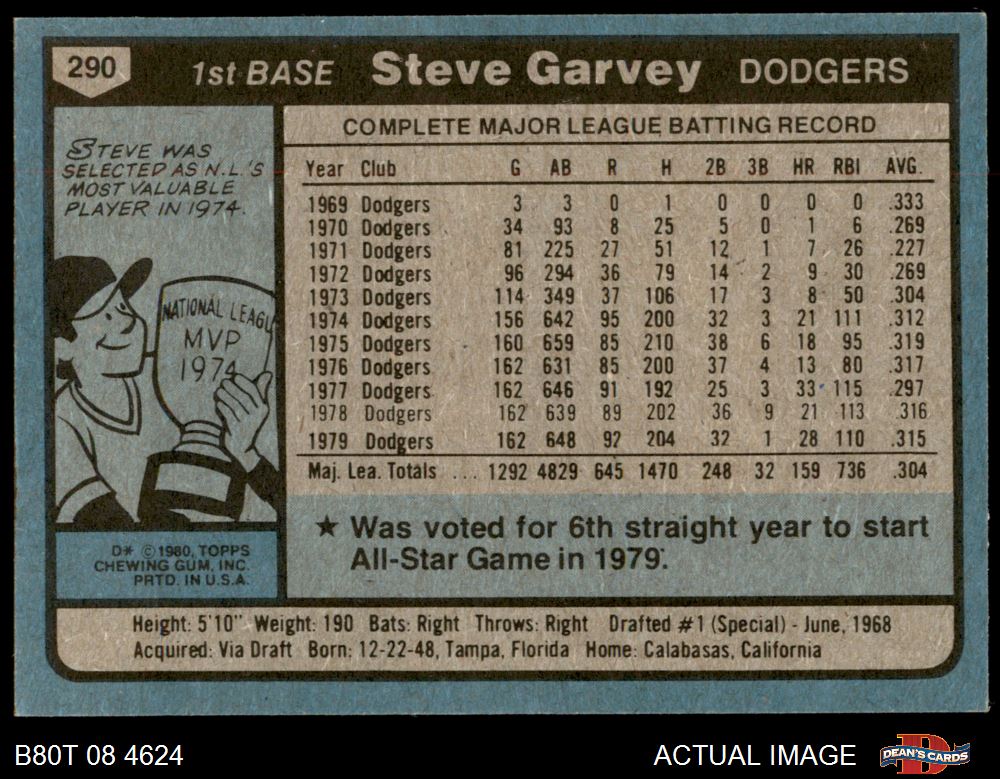 290 1st BASE Steve Garvey DODGERS
STEVE WAS
SELECTED AS N.L.'S
MOST VALUABLE
PLAYER IN 1974.
NATIONAL LEAGU
MVP
1974
D* © 1980, TOPPS
CHEWING GUM, INC.
PRTD. IN U.S.A.
COMPLETE MAJOR LEAGUE BATTING RECORD
Year Club G AB R H 2B 3B HR RBI AVG.
1969 Dodgers 3 3 0 1 0 0 0 0 .333
1970 Dodgers 34 93 8 25 5 0 1 6 .269
1971 Dodgers 81 225 27 51 12 1 7 26 .227
1972 Dodgers 96 294 36 79 14 2 9 30 .269
1973 Dodgers 114 349 37 106 17 3 8 50 .304
1974 Dodgers 156 642 95 200 32 3 21 111 .312
1975 Dodgers 160 659 85 210 38 6 18 95 .319
1976 Dodgers 162 631 85 200 37 4 13 80 .317
1977 Dodgers 162 646 91 192 25 3 33 115 .297
1978 Dodgers 162 639 89 202 36 9 21 113 .316
1979 Dodgers 162 648 92 204 32 1 28 110 .315
Maj. Lea. Totals ... 1292 4829 645 1470 248 32 159 736 .304
★ Was voted for 6th straight year to start
All-Star Game in 1979.
Height: 5'10" Weight: 190 Bats: Right Throws: Right Drafted #1 (Special) - June, 1968
Acquired: Via Draft Born: 12-22-48, Tampa, Florida Home: Calabasas, California
B80T 08 4624 ACTUAL IMAGE DEAN'S CARDS